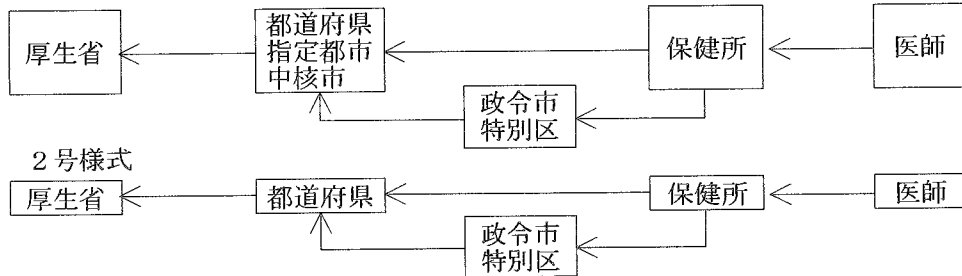 厚生省
都道府県
指定都市
中核市
保健所
医師
政令市
特別区
2号様式
厚生省
都道府県
保健所
医師
政令市
特別区